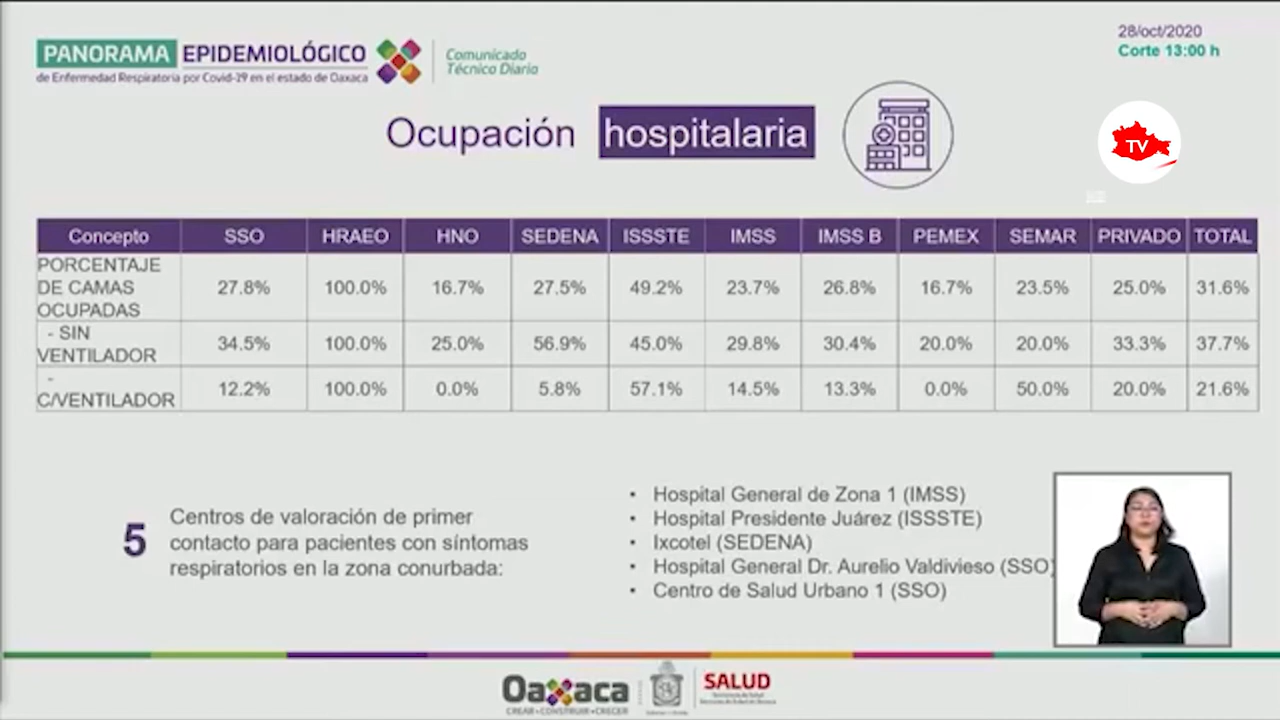 PANORAMA EPIDEMIOLÓGICO
de Enfermedad Respiratoria por Covid-19 en el estado de Oaxaca
Comunicado
Técnico Diario
28/oct/2020
Corte 13:00 h
Ocupación hospitalaria
TV
Concepto SSO HRAEO HNO SEDENA ISSSTE IMSS IMSS B PEMEX SEMAR PRIVADO TOTAL
PORCENTAJE
DE CAMAS
OCUPADAS
27.8% 100.0% 16.7% 27.5% 49.2% 23.7% 26.8% 16.7% 23.5% 25.0% 31.6%
- SIN
VENTILADOR
34.5% 100.0% 25.0% 56.9% 45.0% 29.8% 30.4% 20.0% 20.0% 33.3% 37.7%
-
C/VENTILADOR
12.2% 100.0% 0.0% 5.8% 57.1% 14.5% 13.3% 0.0% 50.0% 20.0% 21.6%
5
Centros de valoración de primer
contacto para pacientes con síntomas
respiratorios en la zona conurbada:
• Hospital General de Zona 1 (IMSS)
• Hospital Presidente Juárez (ISSSTE)
• Ixcotel (SEDENA)
• Hospital General Dr. Aurelio Valdivieso (SSO)
• Centro de Salud Urbano 1 (SSO)
Oaxaca
CREAR • CONSTRUIR • CRECER
SALUD